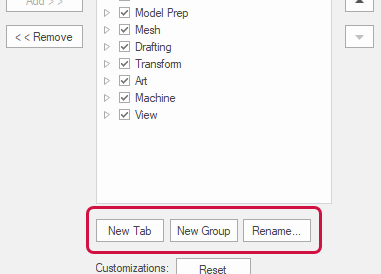 Add > >
Model Prep
Mesh
< < Remove
Drafting
Transform
Art
Machine
View
New Tab
New Group
Rename...
Customizations:
Reset